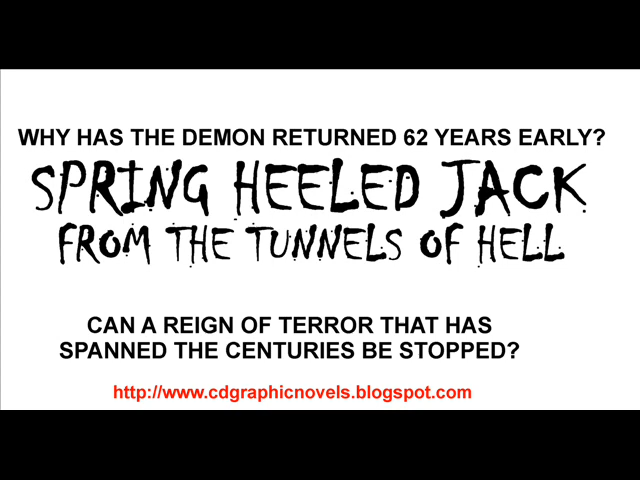 WHY HAS THE DEMON RETURNED 62 YEARS EARLY?
SPRING HEELED JACK
FROM THE TUNNELS OF HELL
CAN A REIGN OF TERROR THAT HAS
SPANNED THE CENTURIES BE STOPPED?
http://www.cdgraphicnovels.blogspot.com